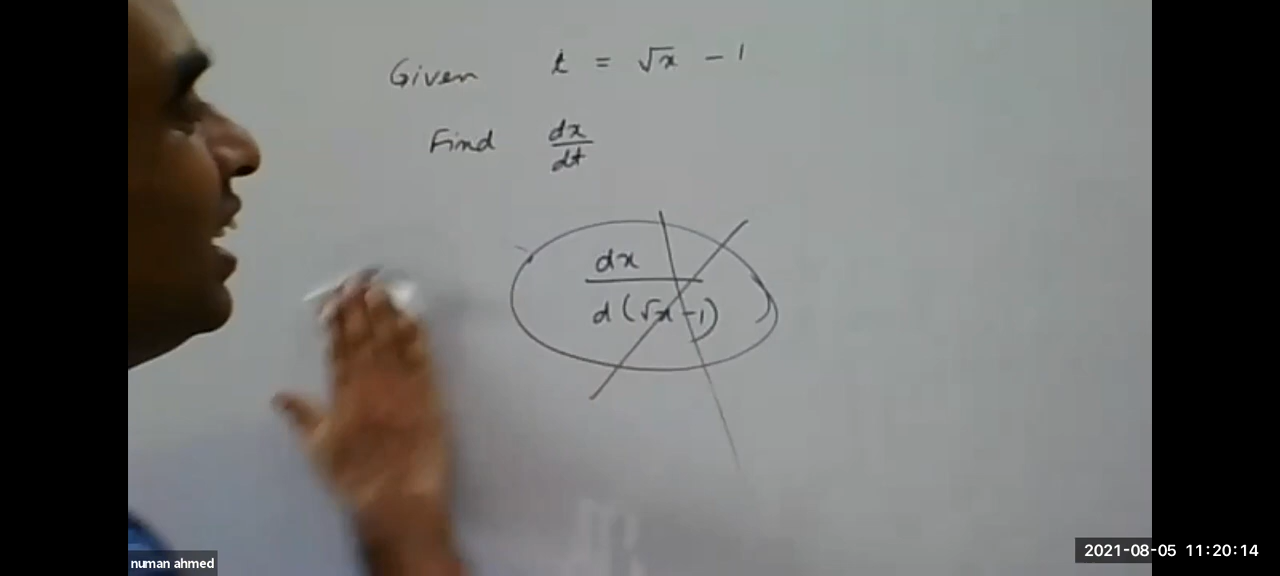 Given t = √x - 1
Find dx/dt
dx
d(√x-1)
numan ahmed
2021-08-05 11:20:14